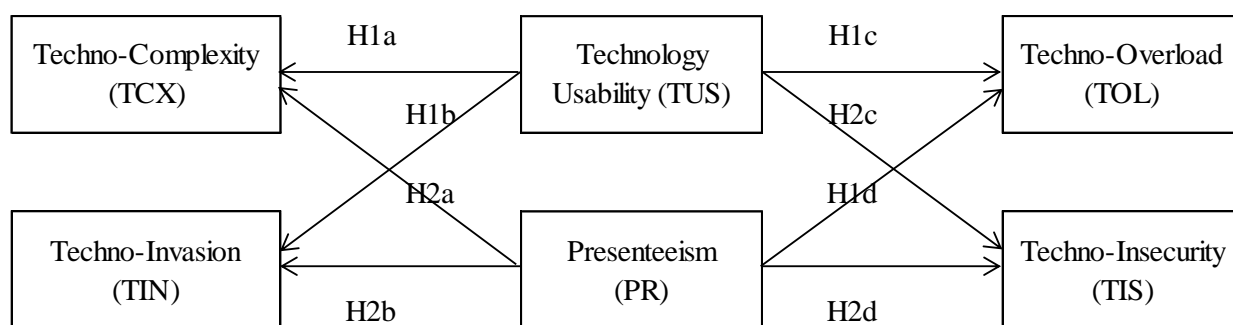 H1a
H1c
Techno-Complexity
(TCX)
Technology
Usability (TUS)
Techno-Overload
(TOL)
H1b
H2c
H2a
H1d
Techno-Invasion
(TIN)
Presenteeism
(PR)
Techno-Insecurity
(TIS)
H2b
H2d